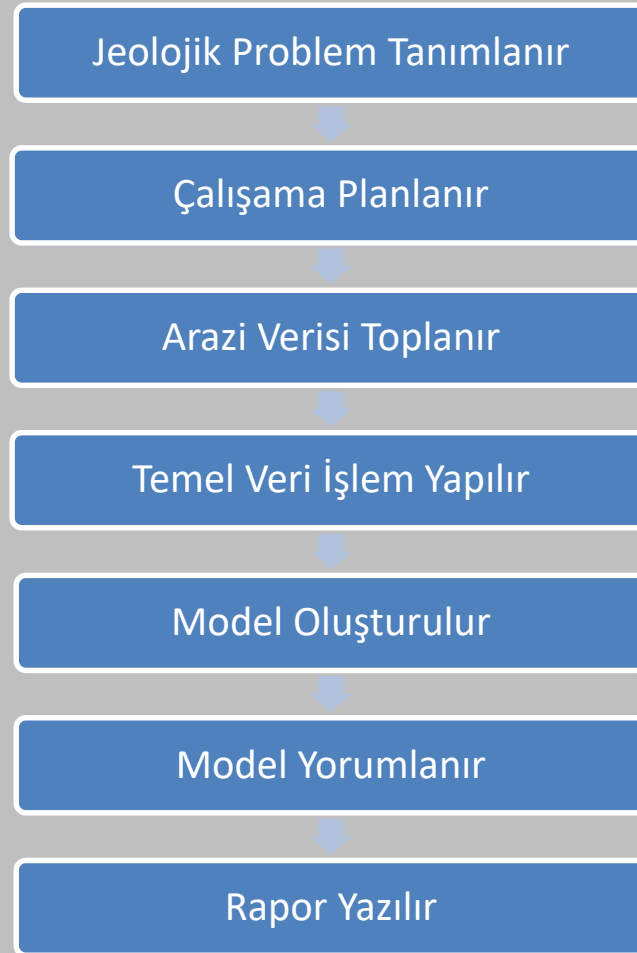 Jeolojik Problem Tanımlanır
Çalışama Planlanır
Arazi Verisi Toplanır
Temel Veri İşlem Yapılır
Model Oluşturulur
Model Yorumlanır
Rapor Yazılır